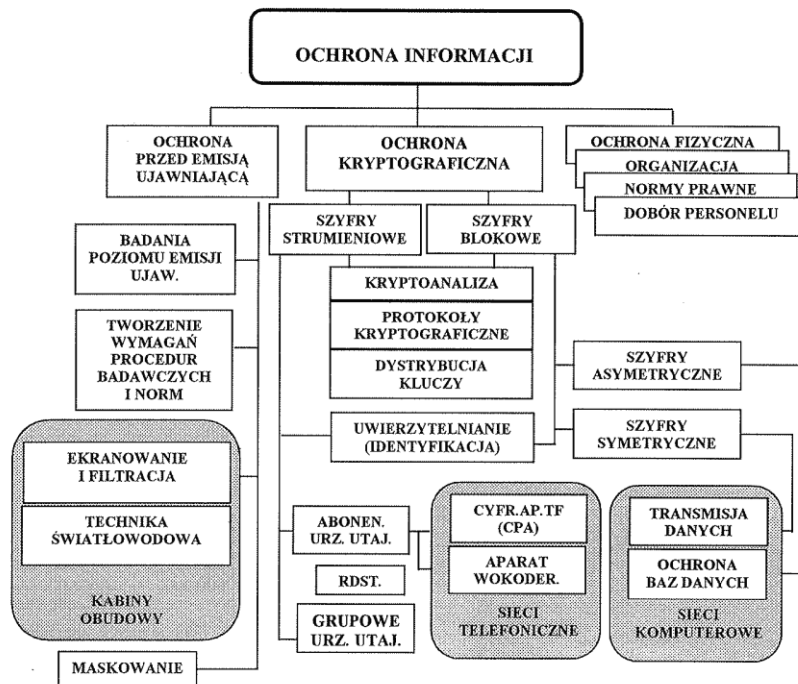 OCHRONA INFORMACJI
OCHRONA
PRZED EMISJĄ
UJAWNIAJĄCĄ
OCHRONA
KRYPTOGRAFICZNA
OCHRONA FIZYCZNA
ORGANIZACJA
NORMY PRAWNE
DOBÓR PERSONELU
BADANIA
POZIOMU EMISJI
UJAW.
SZYFRY
STRUMIENIOWE
SZYFRY
BLOKOWE
KRYPTOANALIZA
PROTOKOŁY
KRYPTOGRAFICZNE
DYSTRYBUCJA
KLUCZY
TWORZENIE
WYMAGAŃ
PROCEDUR
BADAWCZYCH
I NORM
SZYFRY
ASYMETRYCZNE
UWIERZYTELNIANIE
(IDENTYFIKACJA)
SZYFRY
SYMETRYCZNE
EKRANOWANIE
I FILTRACJA
TECHNIKA
ŚWIATŁOWODOWA
KABINY
OBUDOWY
MASKOWANIE
ABONEN.
URZ. UTAJ.
RDST.
GRUPOWE
URZ. UTAJ.
CYFR.AP.TF
(CPA)
APARAT
WOKODER.
SIECI
TELEFONICZNE
TRANSMISJA
DANYCH
OCHRONA
BAZ DANYCH
SIECI
KOMPUTEROWE